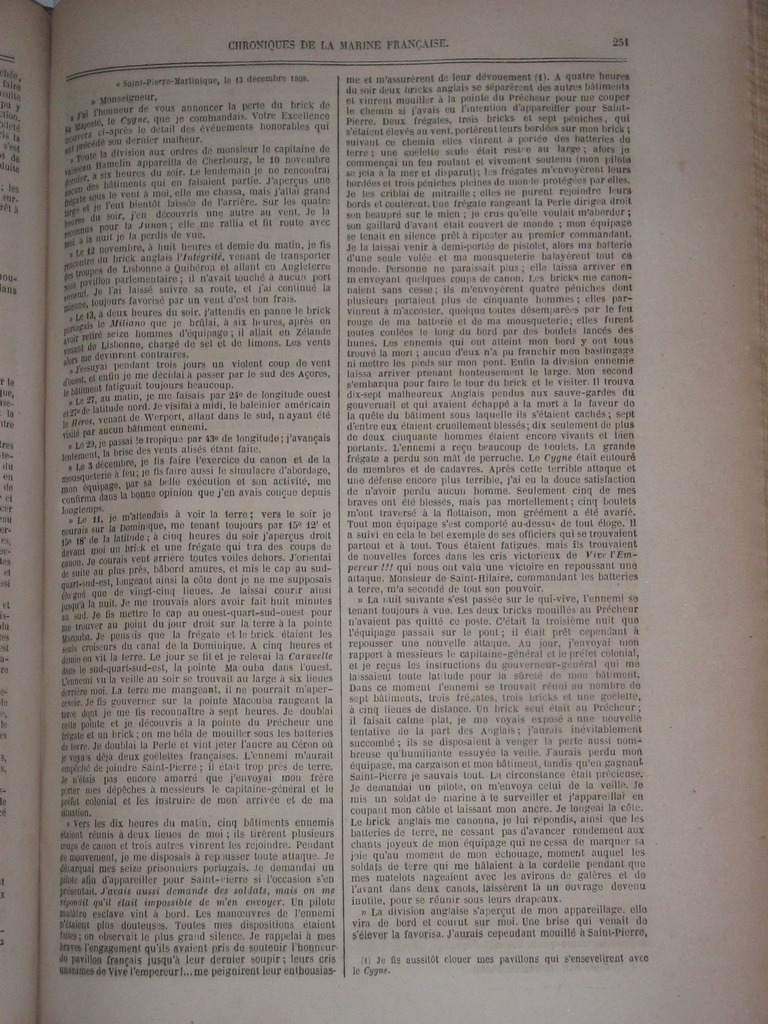 CHRONIQUES DE LA MARINE FRANÇAISE. 251
« Saint-Pierre-Martinique, le 13 décembre 1808.
» Monseigneur,
» J'ai l'honneur de vous annoncer la perte du brick de
Sa Majesté, le Cygne, que je commandais. Votre Excellence
trouvera ci-après le détail des événements honorables qui
ont précédé son dernier malheur.
» Toute la division aux ordres de monsieur le capitaine de
vaisseau Hamelin appareilla de Cherbourg, le 10 novembre
dernier, à six heures du soir. Le lendemain je ne rencontrai
aucun des bâtiments qui en faisaient partie. J'aperçus une
frégate sous le vent à moi, elle me chassa, mais j'allai grand
largue et je l'eus bientôt laissée de l'arrière. Sur les quatre
heures du soir, j'en découvris une autre au vent. Je la
reconnus pour la Junon; elle me rallia et fit route avec
moi à la nuit je la perdis de vue.
» Le 12 novembre, à huit heures et demie du matin, je fis
rencontre du brick anglais l'Intégrité, venant de transporter
des troupes de Lisbonne à Quibéron et allant en Angleterre
son pavillon parlementaire; il n'avait touché à aucun port
ennemi. Je l'ai laissé suivre sa route, et j'ai continué la
mienne, toujours favorisé par un vent d'est bon frais.
» Le 13, à deux heures du soir, j'attendis en panne le brick
portugais le Miliano que je brûlai, à six heures, après en
avoir retiré seize hommes d'équipage; il allait en Zélande
venant de Lisbonne, chargé de sel et de limons. Les vents
alors me devinrent contraires.
» J'essuyai pendant trois jours un violent coup de vent
d'ouest, et enfin je me décidai à passer par le sud des Açores,
le bâtiment fatiguait toujours beaucoup.
» Le 27, au matin, je me faisais par 24° de longitude ouest
et 27° de latitude nord. Je visitai à midi, le baleinier américain
le Héros, venant de Werport, allant dans le sud, n'ayant été
visité par aucun bâtiment ennemi.
» Le 29, je passai le tropique par 43° de longitude; j'avançais
lentement, la brise des vents alisés étant faite.
» Le 3 décembre, je fis faire l'exercice du canon et de la
mousqueterie à feu; je fis faire aussi le simulacre d'abordage,
mon équipage, par sa belle exécution et son activité, me
confirma dans la bonne opinion que j'en avais conçue depuis
longtemps.
» Le 11, je m'attendais à voir la terre; vers le soir je
courais sur la Dominique, me tenant toujours par 15° 12' et
15° 18' de la latitude; à cinq heures du soir j'aperçus droit
devant moi un brick et une frégate qui tira des coups de
canon. Je courais vent arrière toutes voiles dehors. J'orientai
de suite au plus près, bâbord amures, et mis le cap au sud-
quart-sud-est, longeant ainsi la côte dont je ne me supposais
éloigné que de vingt-cinq lieues. Je laissai courir ainsi
jusqu'à la nuit. Je me trouvais alors avoir fait huit minutes
au sud. Je fis mettre le cap au ouest-quart-sud-ouest pour
me trouver au point du jour droit sur la terre à la pointe
Macouba. Je pensais que la frégate et le brick étaient les
seuls croiseurs du canal de la Dominique. A cinq heures et
demie on vit la terre. Le jour se fit et je relevai la Caravelle
dans le sud-quart-sud-est, la pointe Macouba dans l'ouest.
L'ennemi vu la veille au soir se trouvait au large à six lieues
derrière moi. La terre me mangeant, il ne pourrait m'aper-
cevoir. Je fis gouverner sur la pointe Macouba rangeant la
terre dont je me fis reconnaître à sept heures. Je doublai
cette pointe et je découvris à la pointe du Prêcheur une
frégate et un brick; on me héla de mouiller sous les batteries
de terre. Je doublai la Perle et vint jeter l'ancre au Céron où
je voyais déjà deux goëlettes françaises. L'ennemi m'aurait
empêché de joindre Saint-Pierre; il était trop près de terre.
Je n'étais pas encore amarré que j'envoyai mon frère
porter mes dépêches à messieurs le capitaine-général et le
préfet colonial et les instruire de mon arrivée et de ma
situation.
» Vers les dix heures du matin, cinq bâtiments ennemis
étaient réunis à deux lieues de moi; ils tirèrent plusieurs
coups de canon et trois autres vinrent les rejoindre. Pendant
ce mouvement, je me disposais à repousser toute attaque. Je
débarquai mes seize prisonniers portugais. Je demandai un
pilote afin d'appareiller pour Saint-Pierre si l'occasion s'en
présentait. J'avais aussi demandé des soldats, mais on me
répondit qu'il était impossible de m'en envoyer. Un pilote
mulâtre esclave vint à bord. Les manœuvres de l'ennemi
n'étaient plus douteuses. Toutes mes dispositions étaient
faites; on observait le plus grand silence. Je rappelai à mes
braves l'engagement qu'ils avaient pris de soutenir l'honneur
du pavillon français jusqu'à leur dernier soupir; leurs cris
unanimes de Vive l'empereur!... me peignirent leur enthousias-
me et m'assurèrent de leur dévouement (1). A quatre heures
du soir deux bricks anglais se séparèrent des autres bâtiments
et vinrent mouiller à la pointe du Prêcheur pour me couper
le chemin si j'avais eu l'intention d'appareiller pour Saint-
Pierre. Deux frégates, trois bricks et sept péniches, qui
s'étaient élevés au vent, portèrent leurs bordées sur mon brick;
suivant ce chemin elles vinrent à portée des batteries de
terre; une goëlette seule était restée au large; alors je
commençai un feu roulant et vivement soutenu (mon pilote
se jeta à la mer et disparut); les frégates m'envoyèrent leurs
bordées et trois péniches pleines de monde protégées par elles.
Je les criblai de mitraille; elles ne purent rejoindre leurs
bords et coulèrent. Une frégate rangeant la Perle dirigea droit
son beaupré sur le mien; je crus qu'elle voulait m'aborder;
son gaillard d'avant était couvert de monde; mon équipage
se tenait en silence prêt à riposter au premier commandant.
Je la laissai venir à demi-portée de pistolet, alors ma batterie
d'une seule volée et ma mousqueterie balayèrent tout ce
monde. Personne ne paraissait plus; elle laissa arriver en
m'envoyant quelques coups de canon. Les bricks me canon-
naient sans cesse; ils m'envoyèrent quatre péniches dont
plusieurs portaient plus de cinquante hommes; elles par-
vinrent à m'accoster, quoique toutes désemparées par le feu
rouge de ma batterie et de ma mousqueterie; elles furent
toutes coulées le long du bord par des boulets lancés des
hunes. Les ennemis qui ont atteint mon bord y ont tous
trouvé la mort; aucun d'eux n'a pu franchir mon bastingage
ni mettre les pieds sur mon pont. Enfin la division ennemie
laissa arriver prenant honteusement le large. Mon second
s'embarqua pour faire le tour du brick et le visiter. Il trouva
dix-sept malheureux Anglais pendus aux sauve-gardes du
gouvernail et qui avaient échappé à la mort à la faveur de
la quête du bâtiment sous laquelle ils s'étaient cachés; sept
d'entre eux étaient cruellement blessés; dix seulement de plus
de deux cinquante hommes étaient encore vivants et bien
portants. L'ennemi a reçu beaucoup de boulets. La grande
frégate a perdu son mât de perruche. Le Cygne était entouré
de membres et de cadavres. Après cette terrible attaque et
une défense encore plus terrible, j'ai eu la douce satisfaction
de n'avoir perdu aucun homme. Seulement cinq de mes
braves ont été blessés, mais pas mortellement; cinq boulets
m'ont traversé à la flottaison, mon gréément a été avarié.
Tout mon équipage s'est comporté au-dessus de tout éloge. Il
a suivi en cela le bel exemple de ses officiers qui se trouvaient
partout et à tout. Tous étaient fatigués, mais ils trouvaient
de nouvelles forces dans les cris victorieux de Vive l'Em-
pereur!!! qui nous ont valu une victoire en repoussant une
attaque. Monsieur de Saint-Hilaire, commandant les batteries
à terre, m'a secondé de tout son pouvoir.
» La nuit suivante s'est passée sur le qui-vive, l'ennemi se
tenant toujours à vue. Les deux bricks mouillés au Prêcheur
n'avaient pas quitté ce poste. C'était la troisième nuit que
l'équipage passait sur le pont; il était prêt cependant à
repousser une nouvelle attaque. Au jour, j'envoyai mon
rapport à messieurs le capitaine-général et le préfet colonial,
et je reçus les instructions du gouverneur-général qui me
laissaient toute latitude pour la sûreté de mon bâtiment.
Dans ce moment l'ennemi se trouvait réuni au nombre de
sept bâtiments, trois frégates, trois bricks et une goëlette,
à cinq lieues de distance. Un brick seul était au Prêcheur;
il faisait calme plat, je me voyais exposé à une nouvelle
tentative de la part des Anglais; j'aurais inévitablement
succombé; ils se disposaient à venger la perte aussi nom-
breuse qu'humiliante essuyée la veille. J'aurais perdu mon
équipage, ma cargaison et mon bâtiment, tandis qu'en gagnant
Saint-Pierre je sauvais tout. La circonstance était précieuse.
Je demandai un pilote, on m'envoya celui de la veille. Je
mis un soldat de marine à le surveiller et j'appareillai en
coupant mon câble et laissant mon ancre. Je longeai la côte.
Le brick anglais me canonna, je lui répondis, ainsi que les
batteries de terre, ne cessant pas d'avancer rondement aux
chants joyeux de mon équipage qui ne cessa de marquer sa
joie qu'au moment de mon échouage, moment auquel les
soldats de terre qui me hâlaient à la cordelle pendant que
mes matelots nageaient avec les avirons de galères et de
l'avant dans deux canots, laissèrent là un ouvrage devenu
inutile, pour se réunir sous leurs drapeaux.
» La division anglaise s'aperçut de mon appareillage, elle
vira de bord et courut sur moi. Une brise qui venait de
s'élever la favorisa. J'aurais cependant mouillé à Saint-Pierre,
(1) Je fis aussitôt clouer mes pavillons qui s'ensevelirent avec
le Cygne.